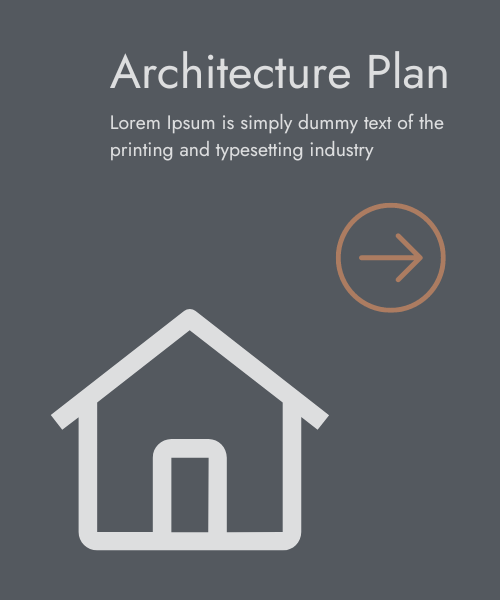 Architecture Plan
Lorem Ipsum is simply dummy text of the
printing and typesetting industry